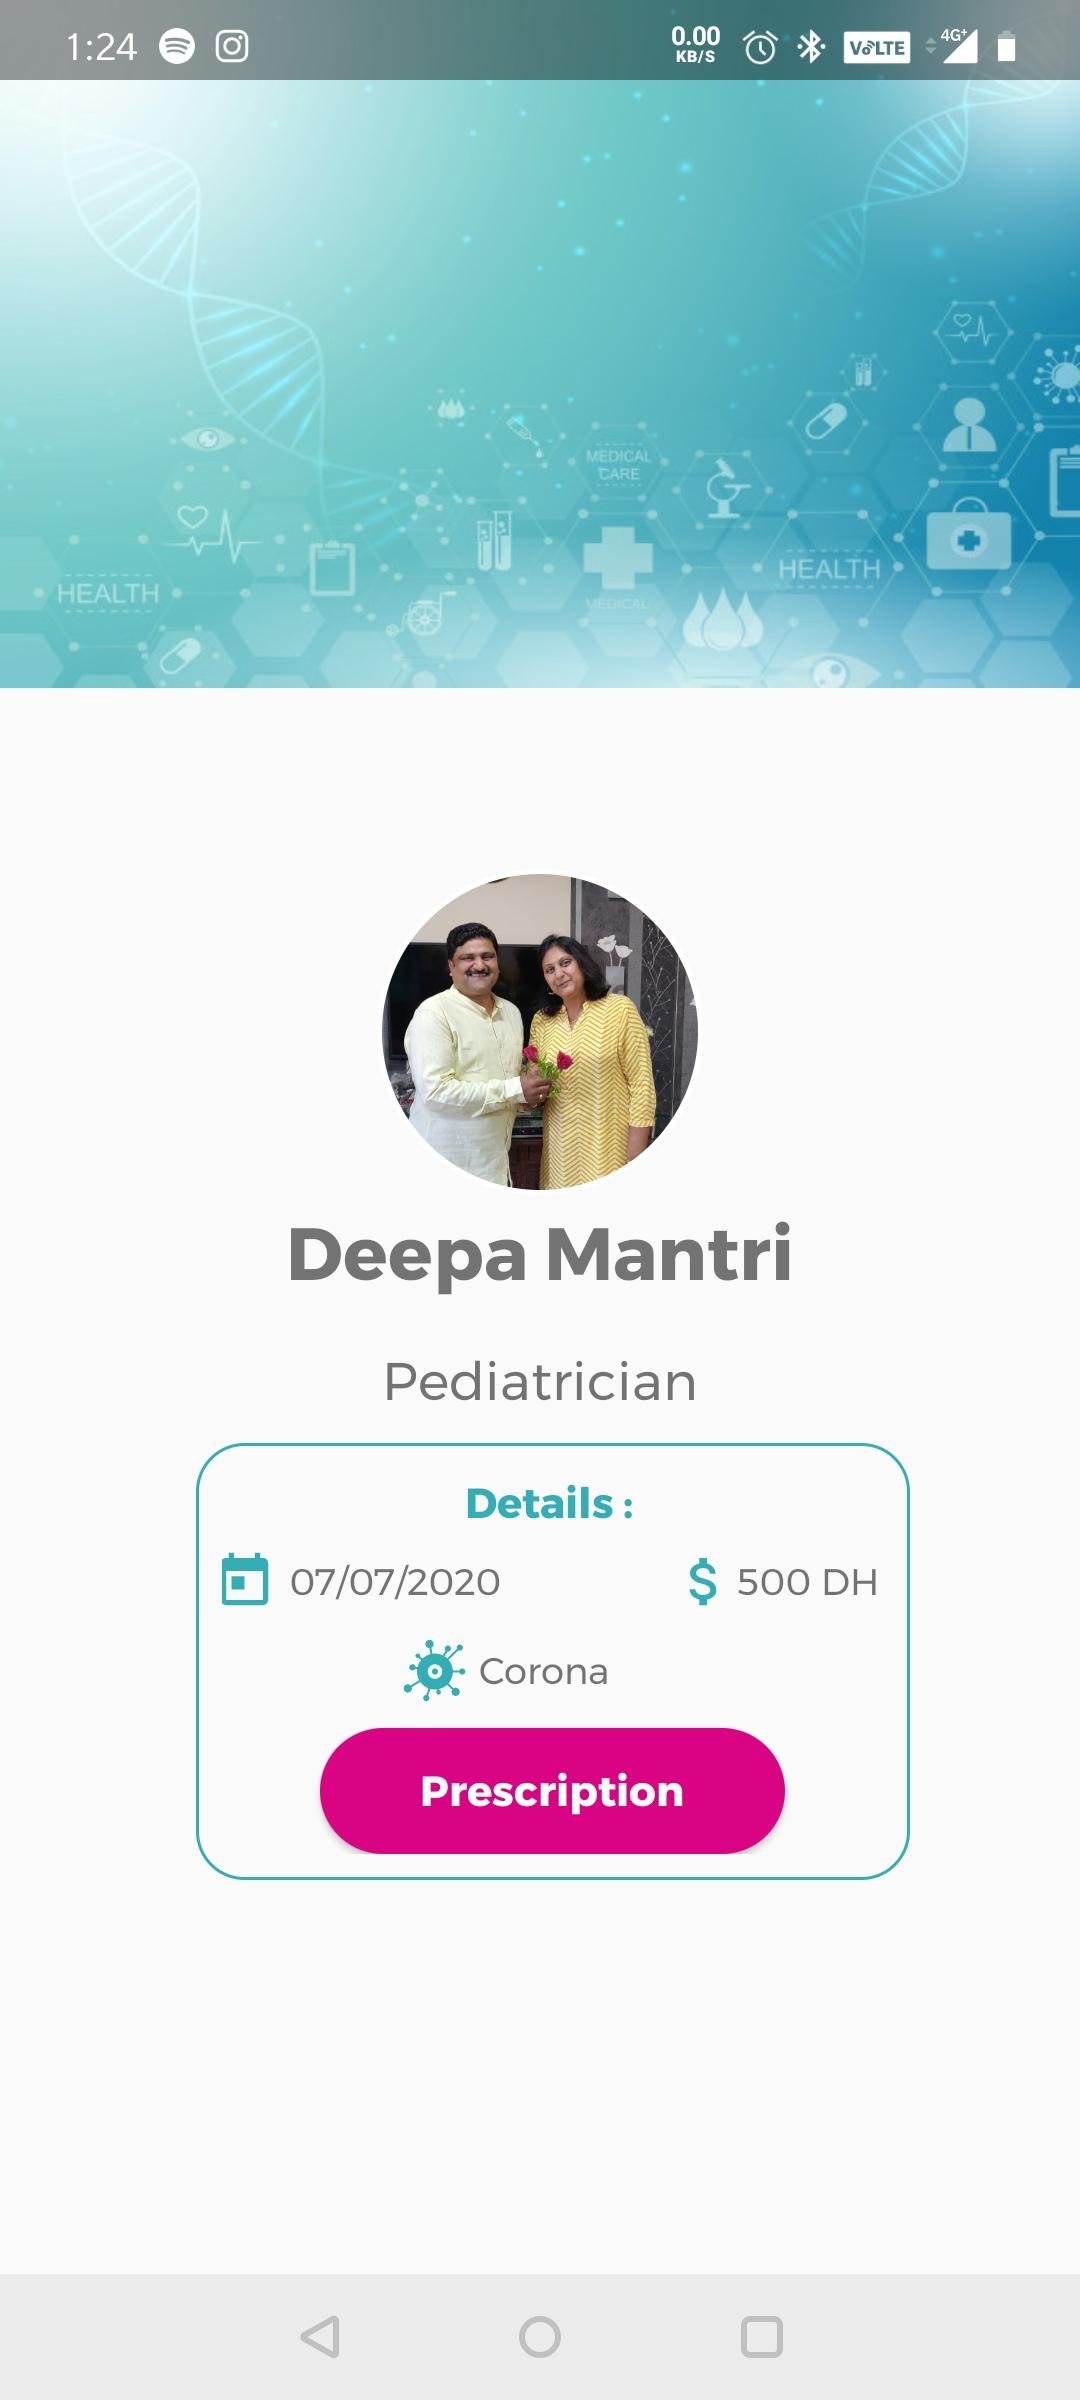 1:24
0.00
KB/S
VoLTE
4G+
MEDICAL
CARE
HEALTH
HEALTH
MEDICAL
Deepa Mantri
Pediatrician
Details :
07/07/2020
$ 500 DH
Corona
Prescription